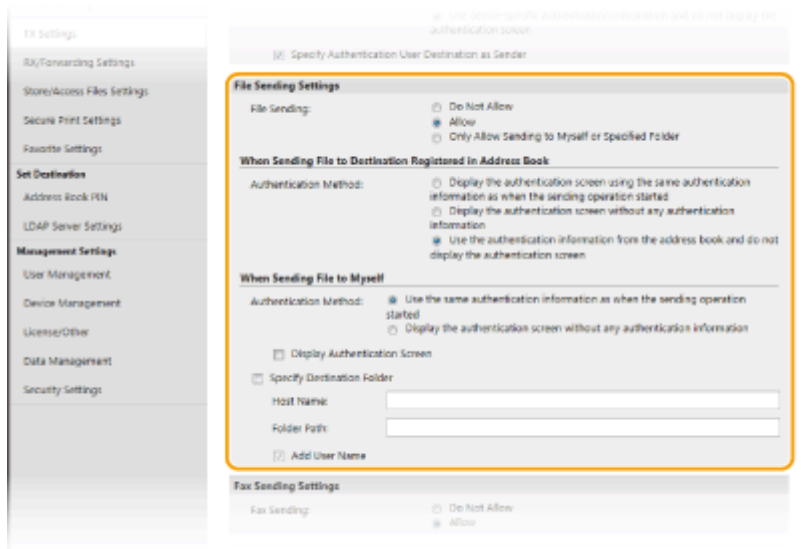 TX Settings
RX/Forwarding Settings
Store/Access Files Settings
Secure Print Settings
Favorite Settings
Set Destination
Address Book PIN
LDAP Server Settings
Management Settings
User Management
Device Management
License/Other
Data Management
Security Settings
Use device-specific authentication information and do not display the
authentication screen
Specify Authentication User Destination as Sender
File Sending Settings
File Sending:
Do Not Allow
Allow
Only Allow Sending to Myself or Specified Folder
When Sending File to Destination Registered in Address Book
Authentication Method:
Display the authentication screen using the same authentication
information as when the sending operation started
Display the authentication screen without any authentication
information
Use the authentication information from the address book and do not
display the authentication screen
When Sending File to Myself
Authentication Method:
Use the same authentication information as when the sending operation
started
Display the authentication screen without any authentication information
Display Authentication Screen
Specify Destination Folder
Host Name:
Folder Path:
Add User Name
Fax Sending Settings
Fax Sending:
Do Not Allow
Allow